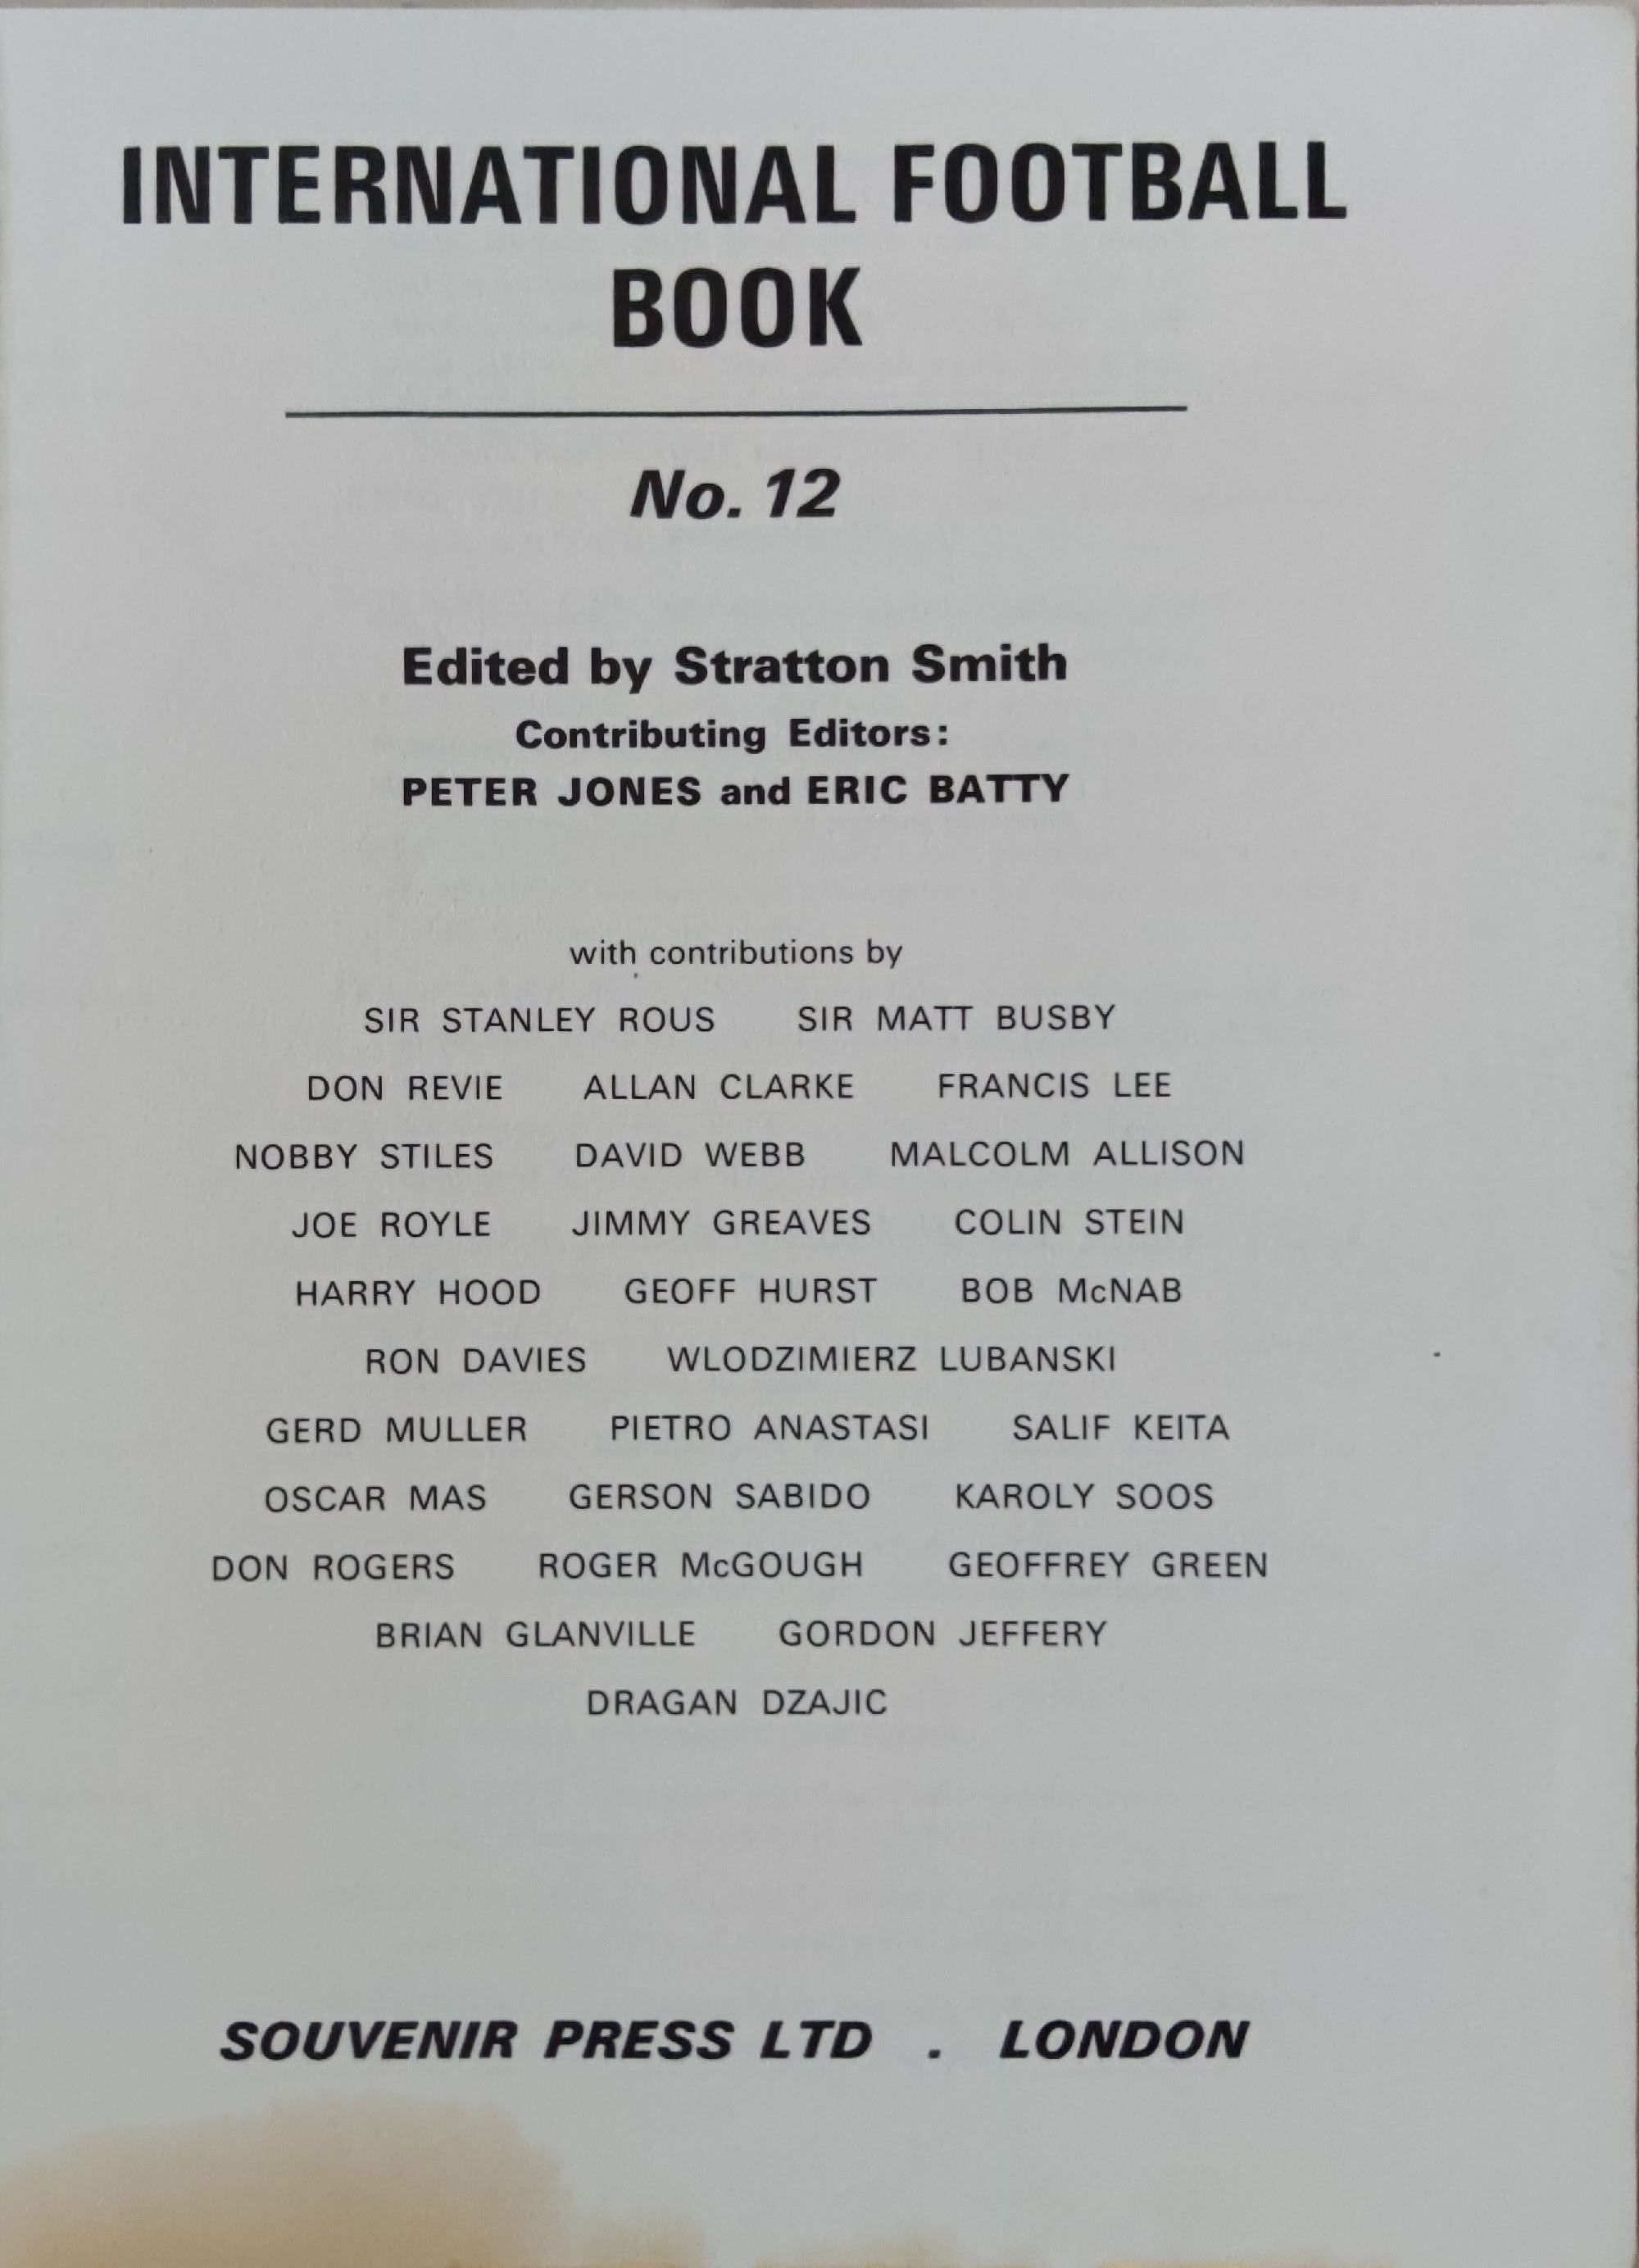 INTERNATIONAL FOOTBALL
BOOK
No. 12
Edited by Stratton Smith
Contributing Editors:
PETER JONES and ERIC BATTY
with contributions by
SIR STANLEY ROUS SIR MATT BUSBY
DON REVIE ALLAN CLARKE FRANCIS LEE
NOBBY STILES DAVID WEBB MALCOLM ALLISON
JOE ROYLE JIMMY GREAVES COLIN STEIN
HARRY HOOD GEOFF HURST BOB McNAB
RON DAVIES WLODZIMIERZ LUBANSKI
GERD MULLER PIETRO ANASTASI SALIF KEITA
OSCAR MAS GERSON SABIDO KAROLY SOOS
DON ROGERS ROGER McGOUGH GEOFFREY GREEN
BRIAN GLANVILLE GORDON JEFFERY
DRAGAN DZAJIC
SOUVENIR PRESS LTD . LONDON